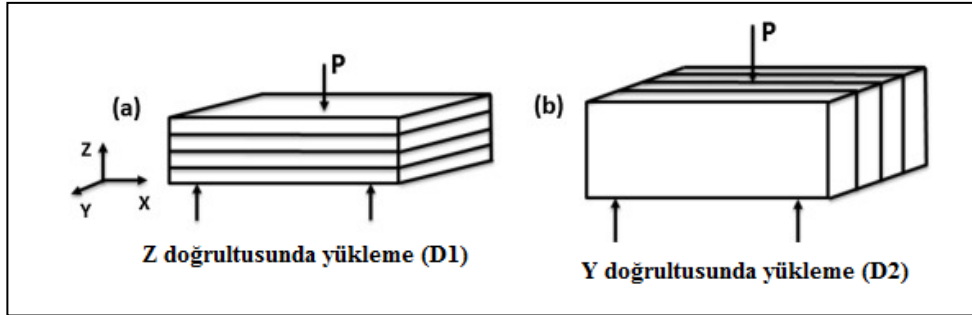 P
(a)
Z
Y
X
Z doğrultusunda yükleme (D1)
P
(b)
Y doğrultusunda yükleme (D2)